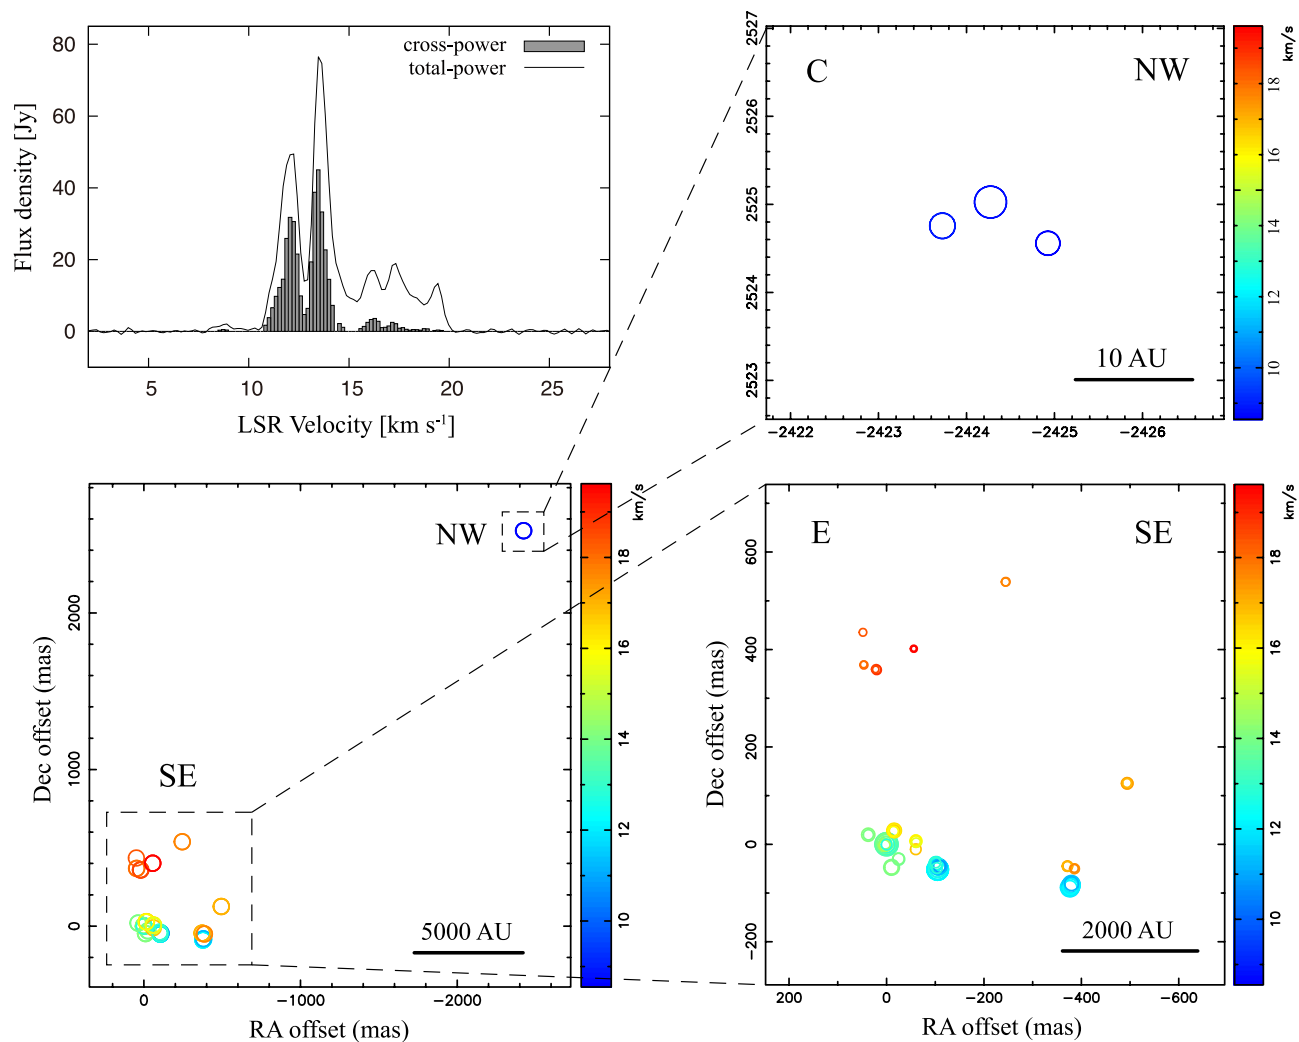 80
60
40
20
0
Flux density [Jy]
cross-power
total-power
5
10
15
20
25
LSR Velocity [km s-1]
C
NW
2527
2526
2525
2524
2523
10 AU
−2422
−2423
−2424
−2425
−2426
km/s
18
16
14
12
10
NW
SE
2000
1000
0
Dec offset (mas)
5000 AU
0
−1000
−2000
RA offset (mas)
km/s
18
16
14
12
10
E
SE
600
400
200
0
−200
Dec offset (mas)
2000 AU
200
0
−200
−400
−600
RA offset (mas)
km/s
18
16
14
12
10